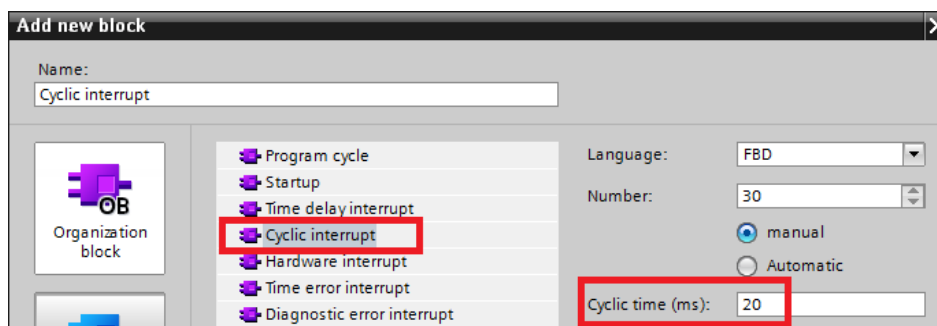 Add new block
Name:
Cyclic interrupt
OB
Organization
block
Program cycle
Startup
Time delay interrupt
Cyclic interrupt
Hardware interrupt
Time error interrupt
Diagnostic error interrupt
Language:
FBD
Number:
30
manual
Automatic
Cyclic time (ms):
20